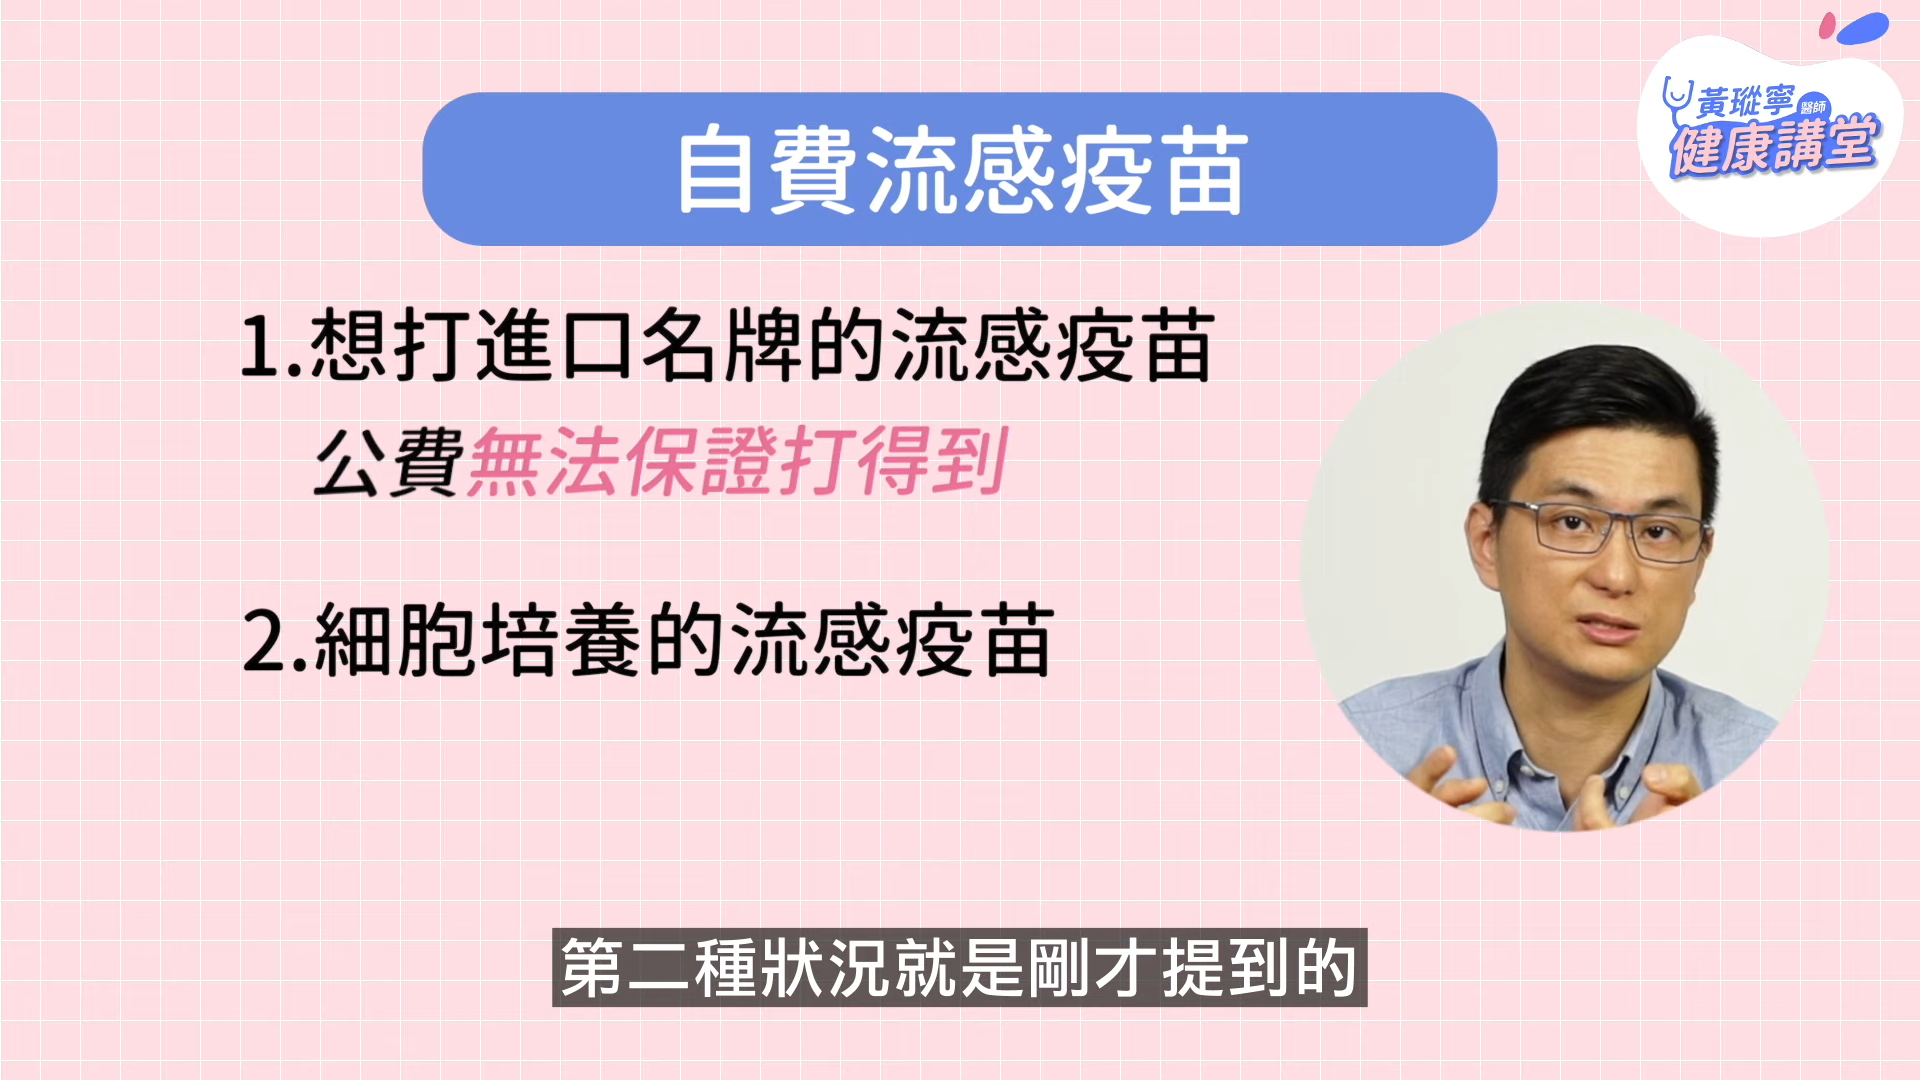 黃瑽寧醫師
健康講堂
自費流感疫苗
1.想打進口名牌的流感疫苗
公費無法保證打得到
2.細胞培養的流感疫苗
第二種狀況就是剛才提到的